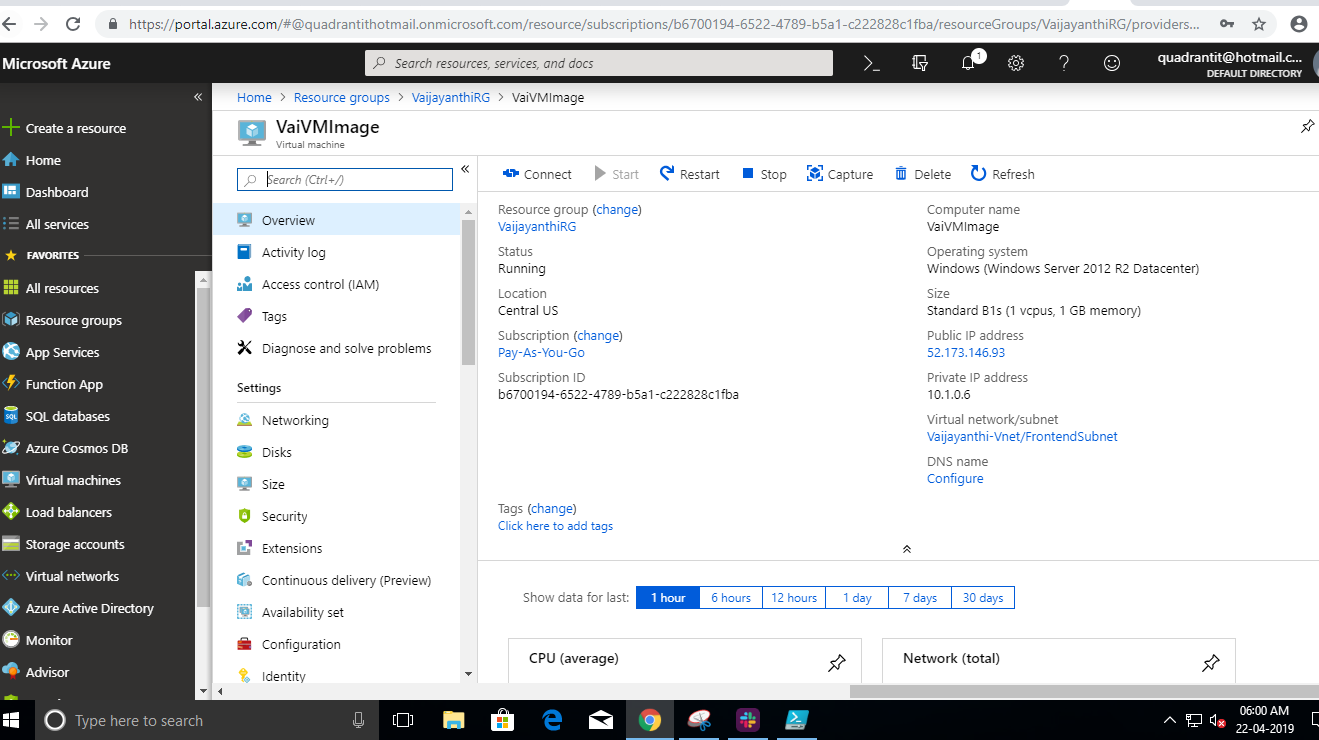 https://portal.azure.com/#@quadrantithotmail.onmicrosoft.com/resource/subscriptions/b6700194-6522-4789-b5a1-c222828c1fba/resourceGroups/VaijayanthiRG/providers...
Microsoft Azure
Search resources, services, and docs
1
quadrantit@hotmail.c...
DEFAULT DIRECTORY
Create a resource
Home
Dashboard
All services
FAVORITES
All resources
Resource groups
App Services
Function App
SQL databases
Azure Cosmos DB
Virtual machines
Load balancers
Storage accounts
Virtual networks
Azure Active Directory
Monitor
Advisor
Home > Resource groups > VaijayanthiRG > VaiVMImage
VaiVMImage
Virtual machine
Search (Ctrl+/)
Overview
Activity log
Access control (IAM)
Tags
Diagnose and solve problems
Settings
Networking
Disks
Size
Security
Extensions
Continuous delivery (Preview)
Availability set
Configuration
Identity
Connect Start Restart Stop Capture Delete Refresh
Resource group (change)
VaijayanthiRG
Status
Running
Location
Central US
Subscription (change)
Pay-As-You-Go
Subscription ID
b6700194-6522-4789-b5a1-c222828c1fba
Computer name
VaiVMImage
Operating system
Windows (Windows Server 2012 R2 Datacenter)
Size
Standard B1s (1 vcpus, 1 GB memory)
Public IP address
52.173.146.93
Private IP address
10.1.0.6
Virtual network/subnet
Vaijayanthi-Vnet/FrontendSubnet
DNS name
Configure
Tags (change)
Click here to add tags
Show data for last: 1 hour 6 hours 12 hours 1 day 7 days 30 days
CPU (average)
Network (total)
Type here to search
06:00 AM
22-04-2019